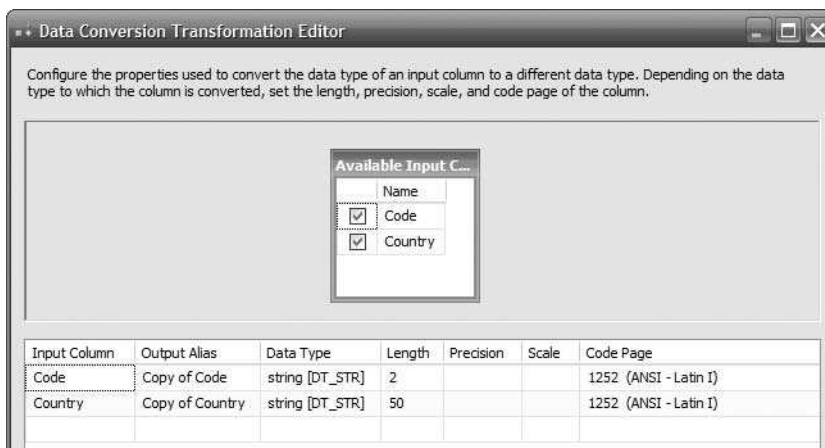 Data Conversion Transformation Editor
Configure the properties used to convert the data type of an input column to a different data type. Depending on the data
type to which the column is converted, set the length, precision, scale, and code page of the column.
Available Input C...
Name
Code
Country
Input Column Output Alias Data Type Length Precision Scale Code Page
Code Copy of Code string [DT_STR] 2 1252 (ANSI - Latin I)
Country Copy of Country string [DT_STR] 50 1252 (ANSI - Latin I)